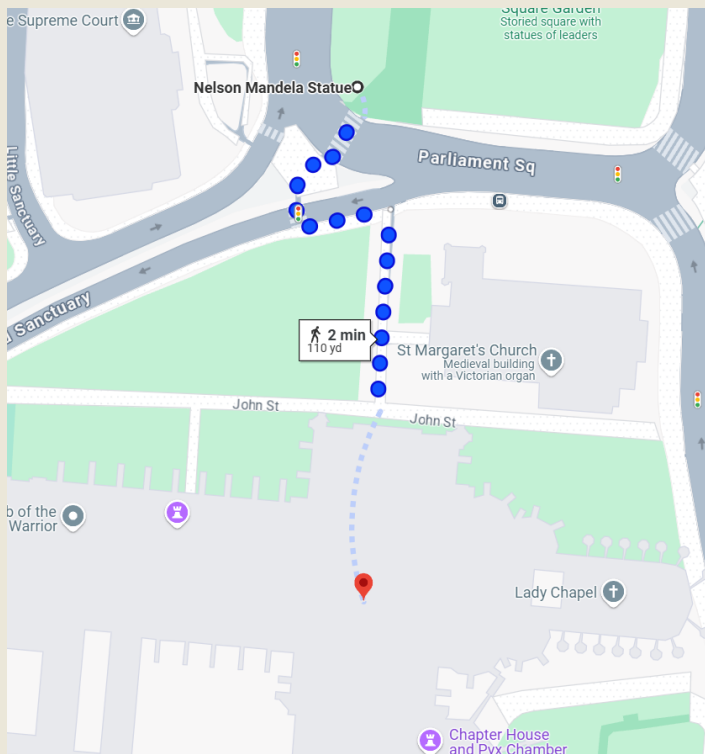 e Supreme Court
Square Garden
Storied square with
statues of leaders
Nelson Mandela Statue
Little Sanctuary
Parliament Sq
d Sanctuary
2 min
110 yd
St Margaret's Church
Medieval building
with a Victorian organ
John St
John St
b of the
Warrior
Lady Chapel
Chapter House
and Pyx Chamber